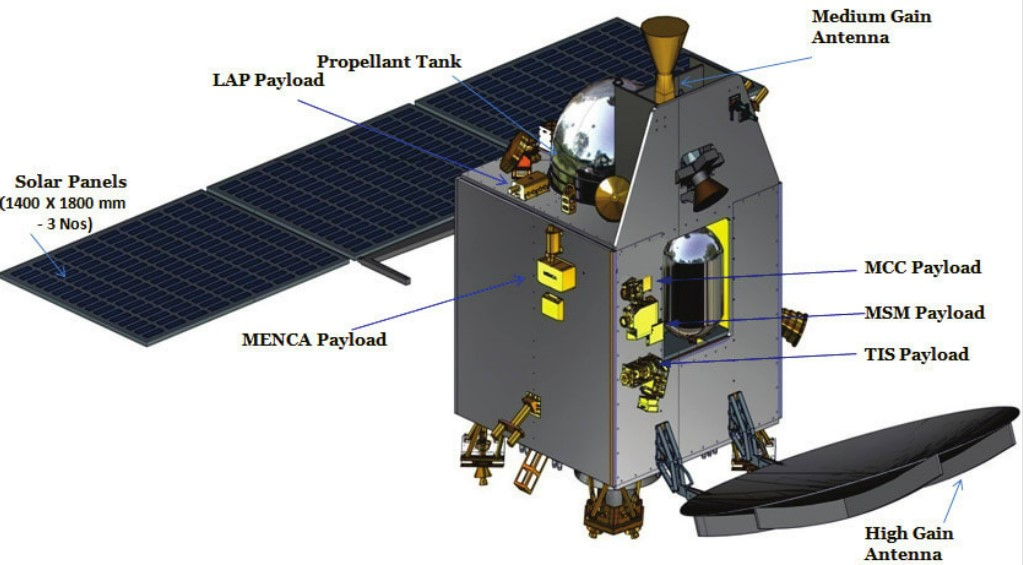 Medium Gain
Antenna
Propellant Tank
LAP Payload
Solar Panels
(1400 X 1800 mm
- 3 Nos)
MCC Payload
MSM Payload
MENCA Payload
TIS Payload
High Gain
Antenna